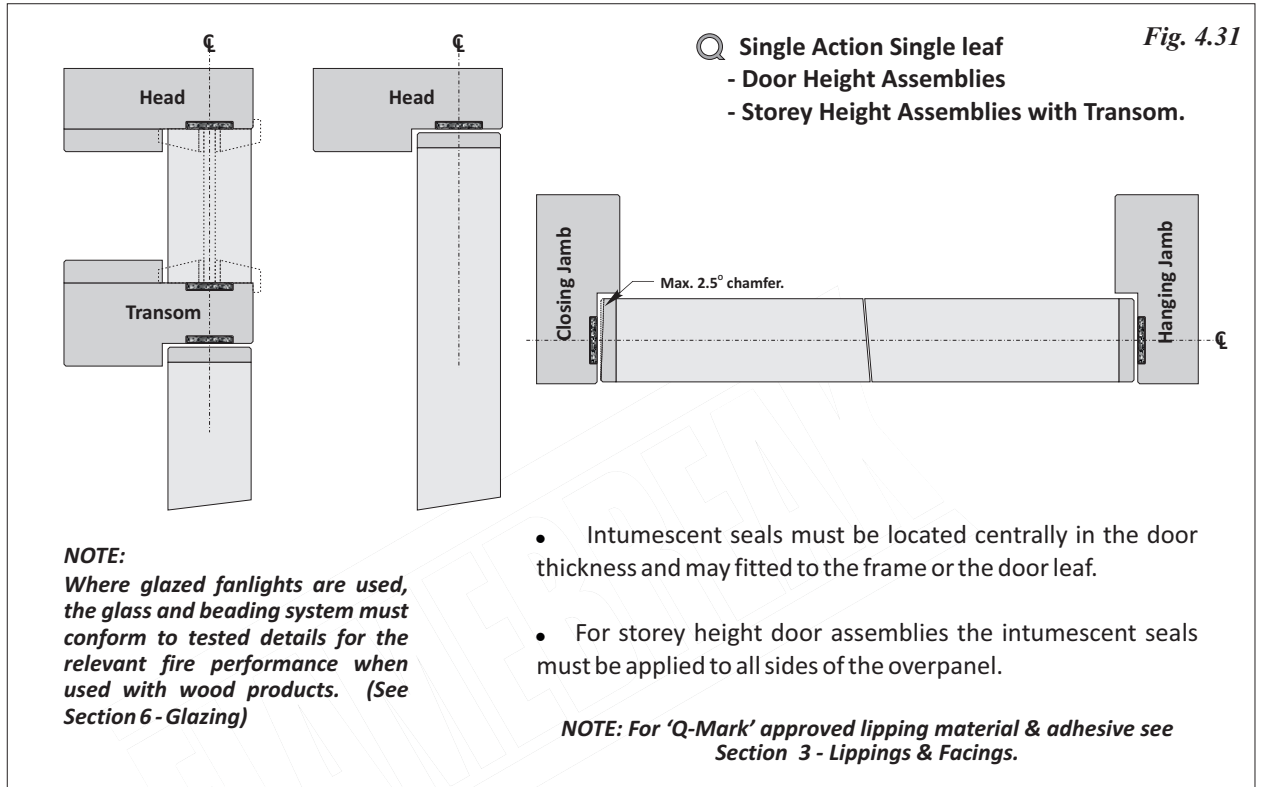 Fig. 4.31
Single Action Single leaf
- Door Height Assemblies
- Storey Height Assemblies with Transom.
℄
℄
Head
Head
Transom
Closing Jamb
Max. 2.5° chamfer.
Hanging Jamb
℄
NOTE:
Where glazed fanlights are used,
the glass and beading system must
conform to tested details for the
relevant fire performance when
used with wood products. (See
Section 6 - Glazing)
• Intumescent seals must be located centrally in the door
thickness and may fitted to the frame or the door leaf.
• For storey height door assemblies the intumescent seals
must be applied to all sides of the overpanel.
NOTE: For ‘Q-Mark’ approved lipping material & adhesive see
Section 3 - Lippings & Facings.
FLAMEBREAK